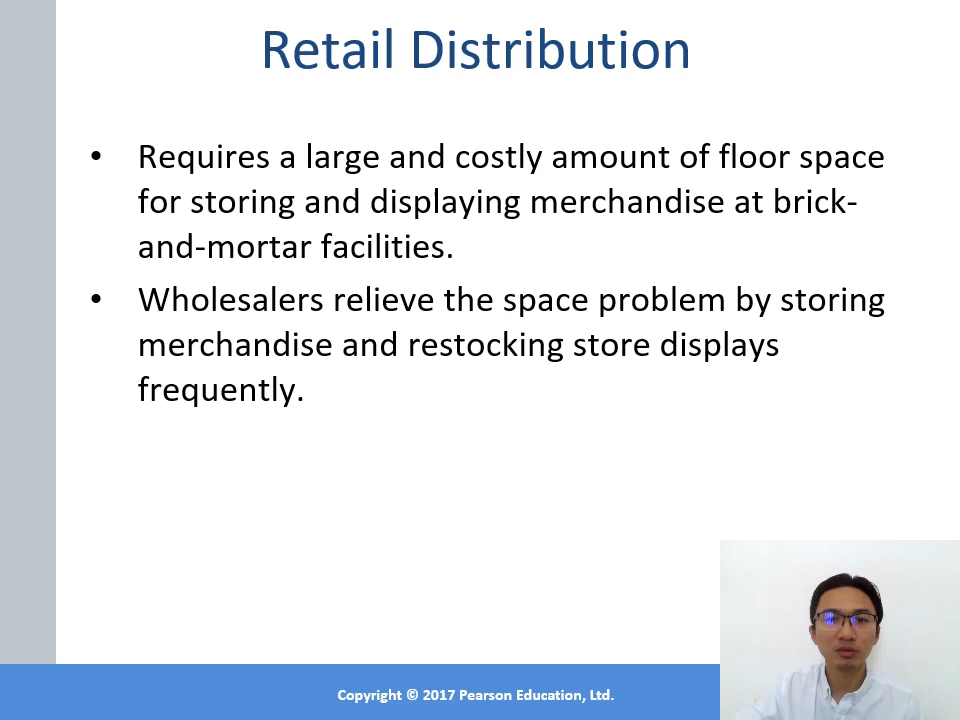 Retail Distribution
• Requires a large and costly amount of floor space
for storing and displaying merchandise at brick-
and-mortar facilities.
• Wholesalers relieve the space problem by storing
merchandise and restocking store displays
frequently.
Copyright © 2017 Pearson Education, Ltd.